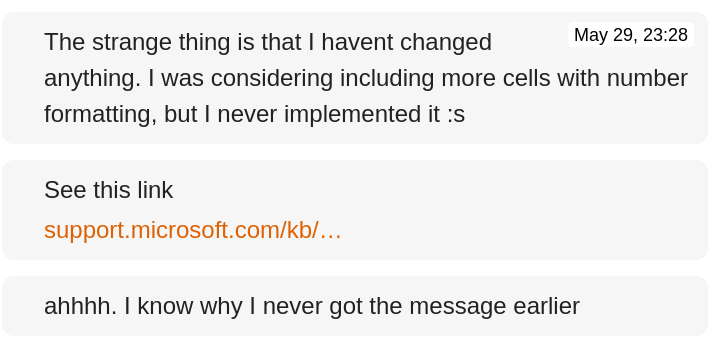 The strange thing is that I havent changed
May 29, 23:28
anything. I was considering including more cells with number
formatting, but I never implemented it :s
See this link
support.microsoft.com/kb/…
ahhhh. I know why I never got the message earlier